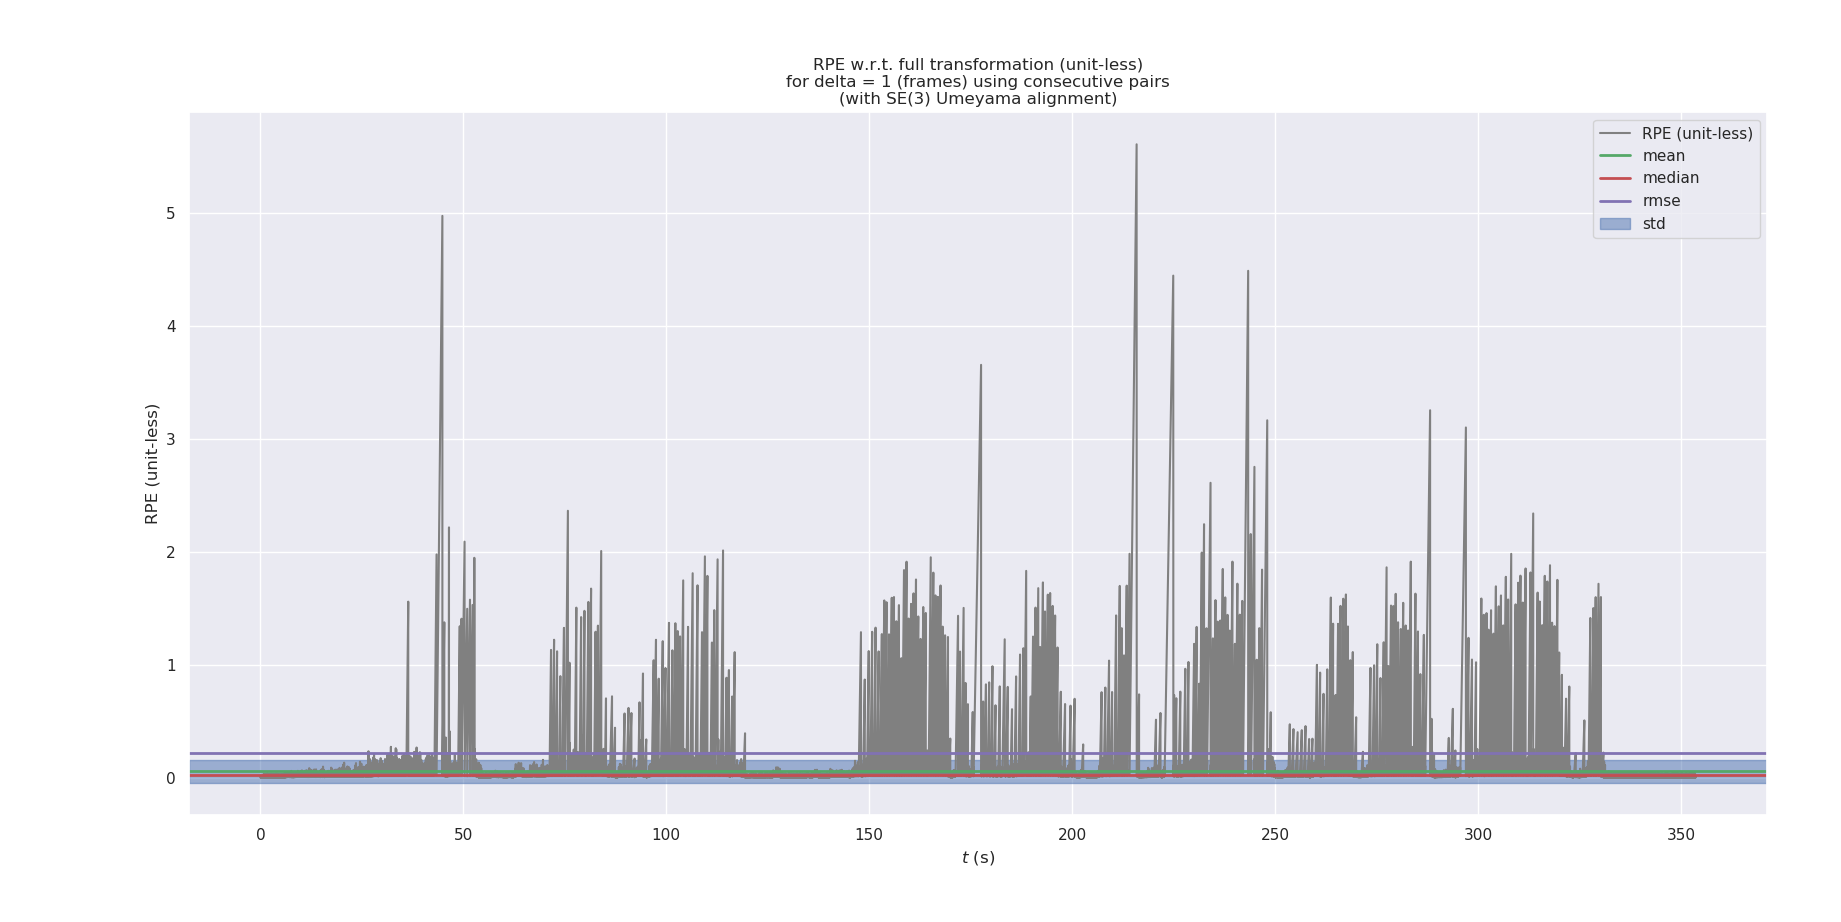 RPE w.r.t. full transformation (unit-less)
for delta = 1 (frames) using consecutive pairs
(with SE(3) Umeyama alignment)
RPE (unit-less)
mean
median
rmse
std
RPE (unit-less)
5
4
3
2
1
0
0 50 100 150 200 250 300 350
t (s)